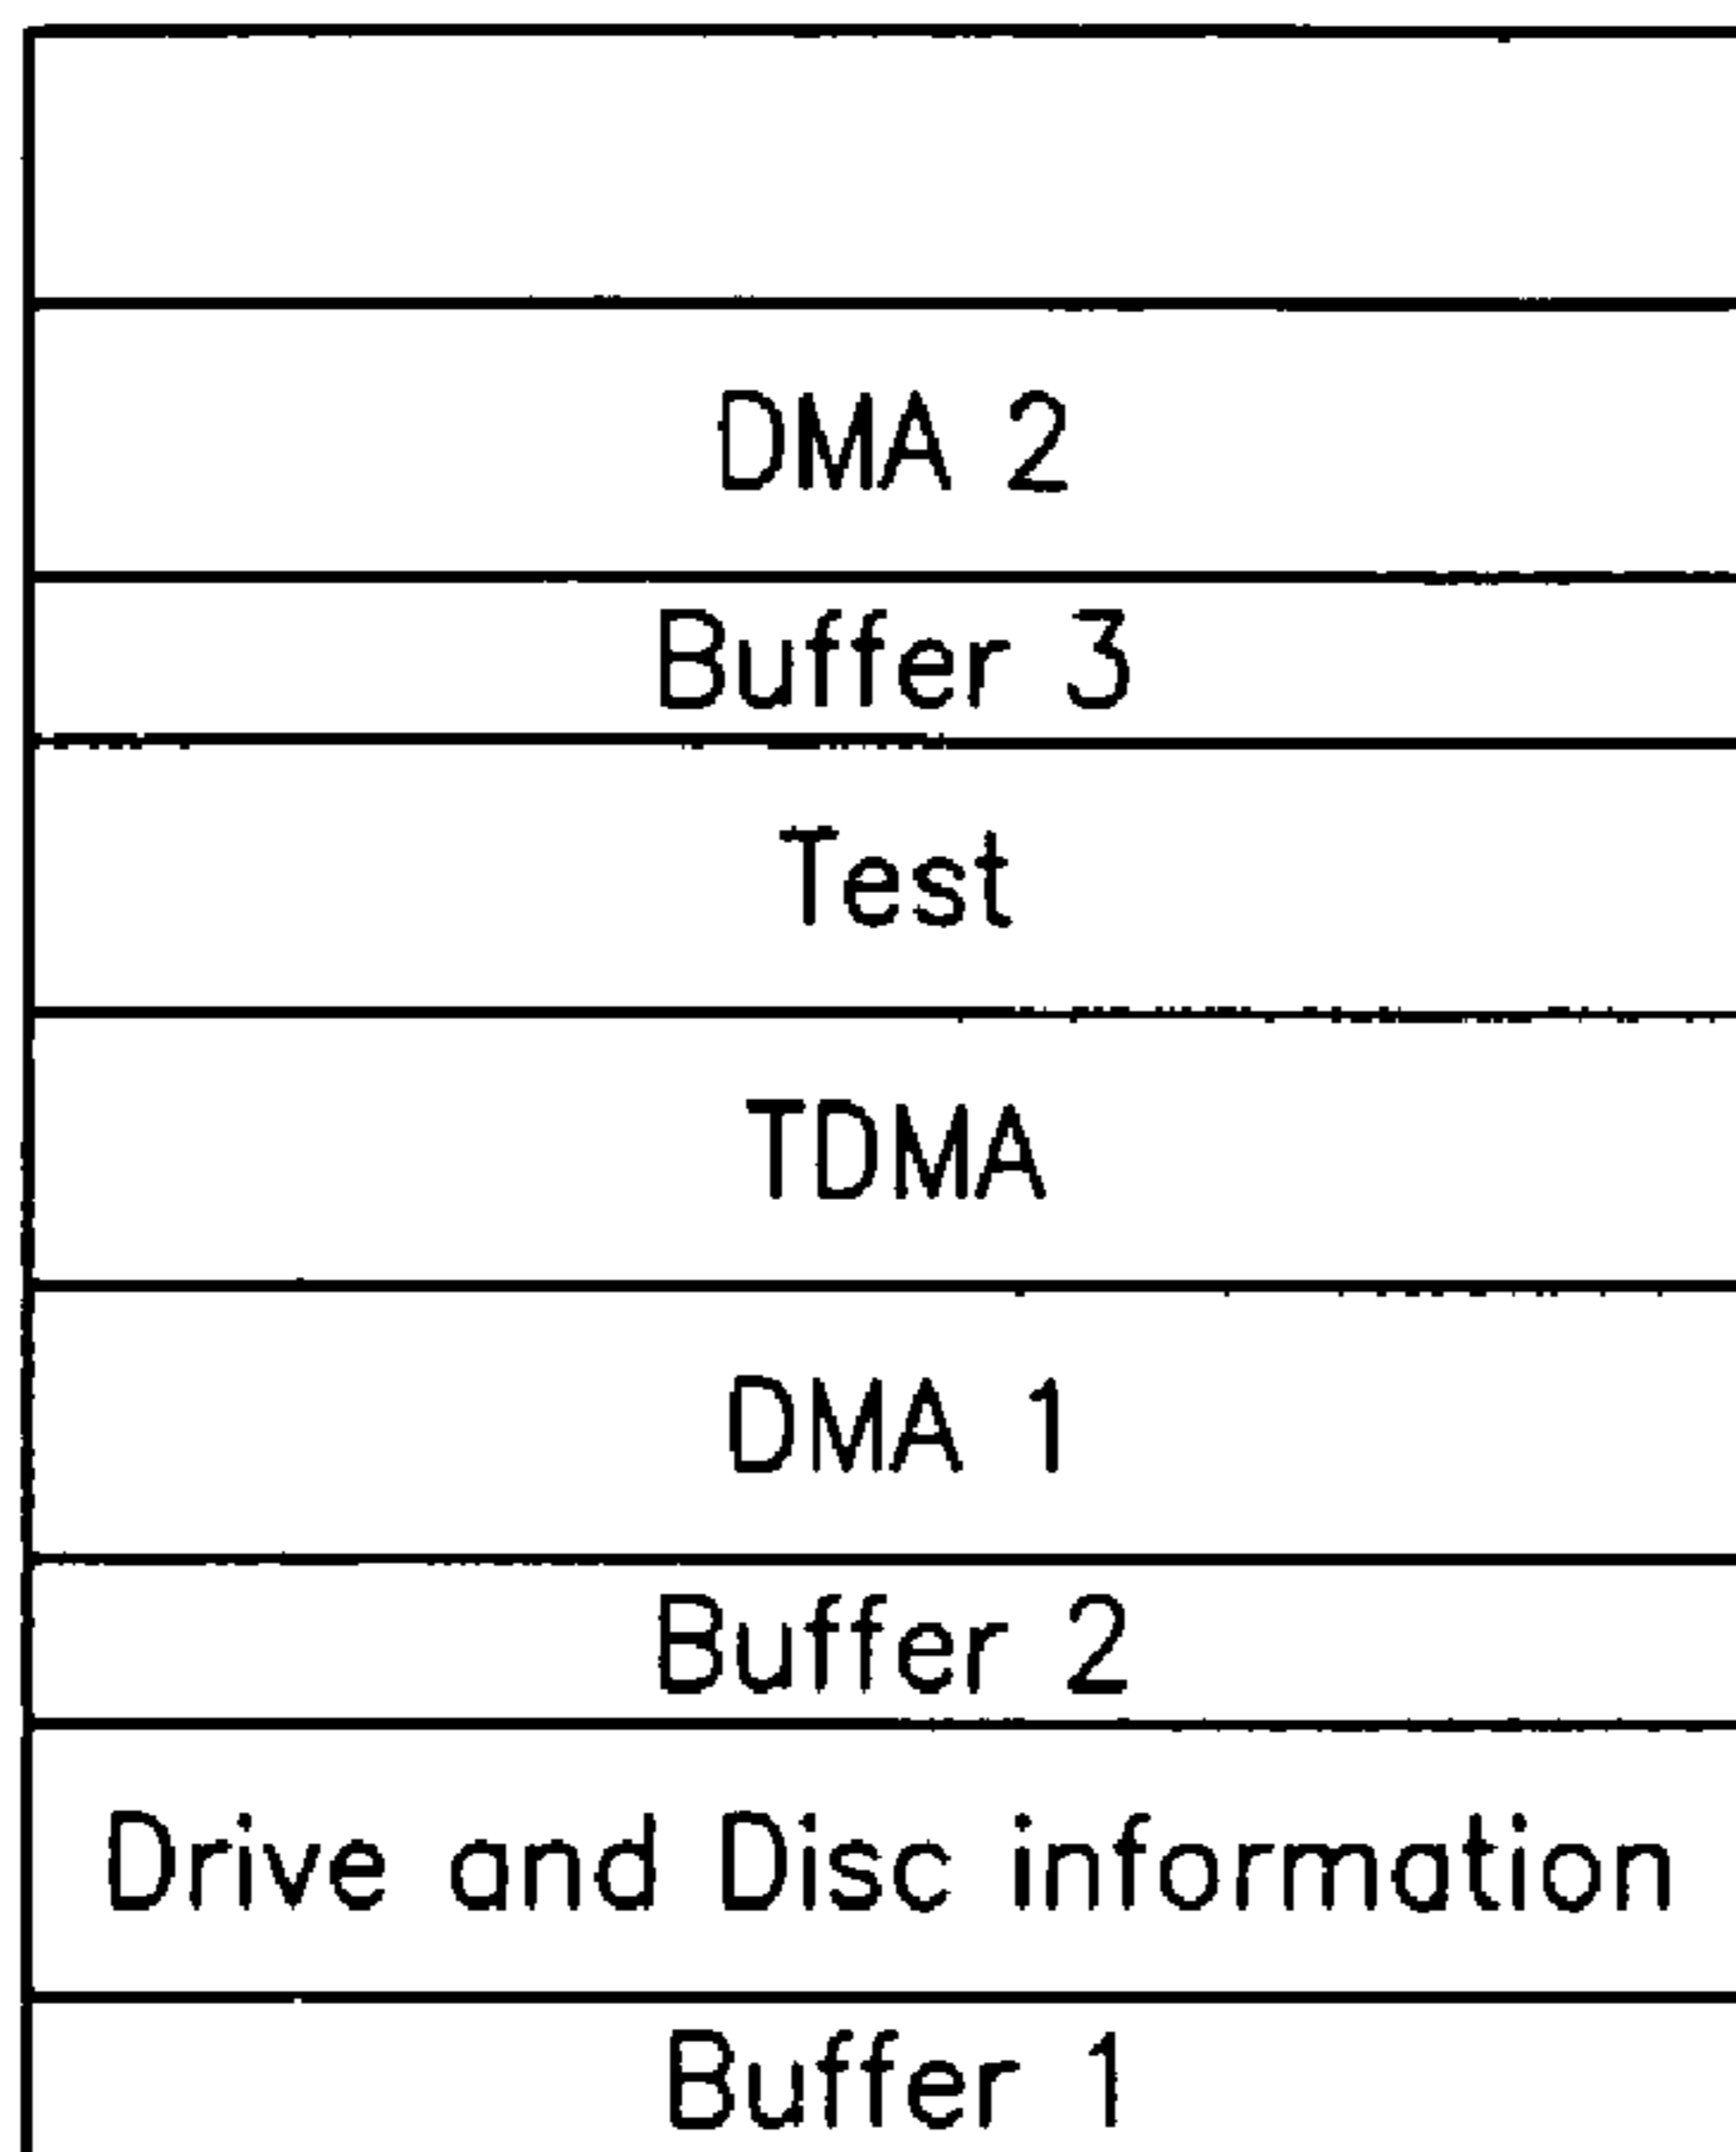 DMA 2
Buffer 3
Test
TDMA
DMA 1
Buffer 2
Drive and Disc information
Buffer 1